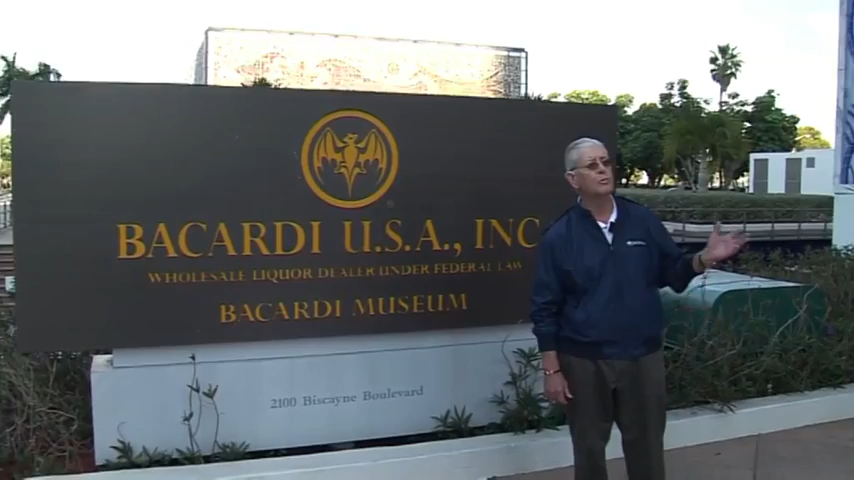 BACARDI U.S.A., INC
WHOLESALE LIQUOR DEALER UNDER FEDERAL LAW
BACARDI MUSEUM
2100 Biscayne Boulevard